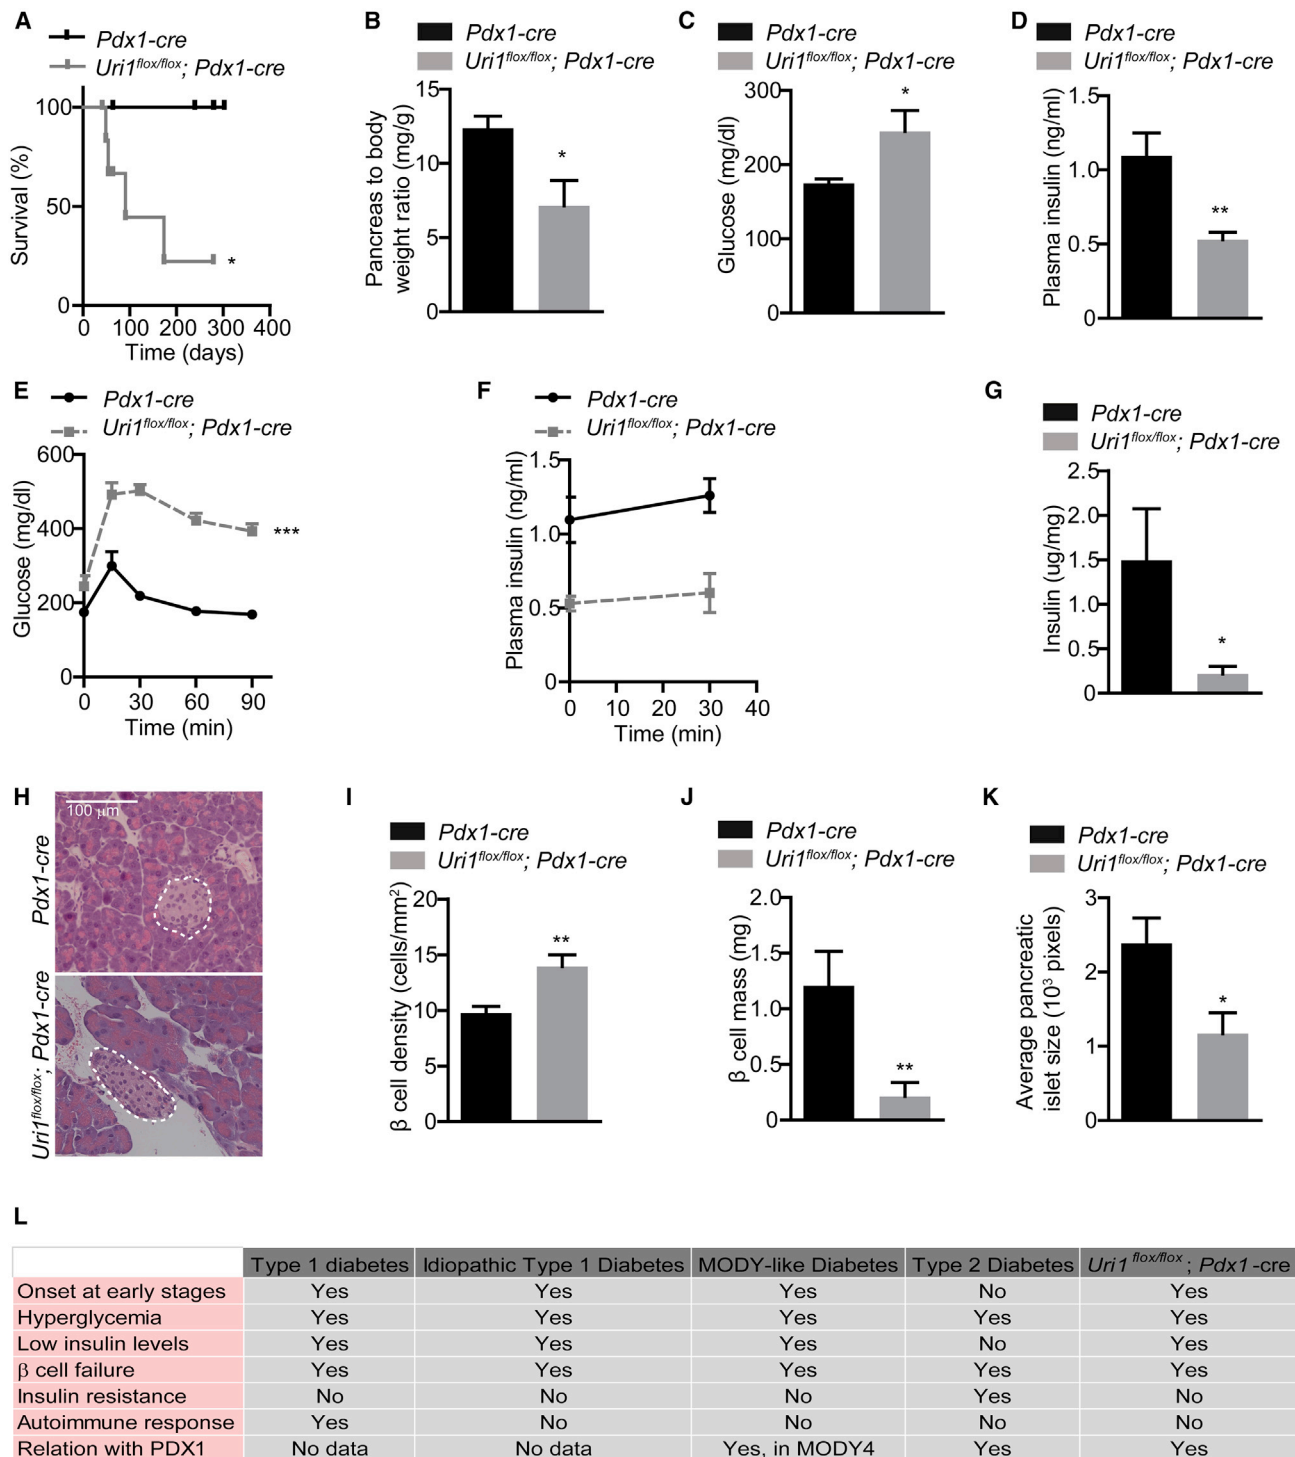 A
Pdx1-cre
Uri1flox/flox; Pdx1-cre
Survival (%)
100
50
0
0 100 200 300 400
Time (days)
*
B
Pdx1-cre
Uri1flox/flox; Pdx1-cre
Pancreas to body
weight ratio (mg/g)
15
10
5
0
*
C
Pdx1-cre
Uri1flox/flox; Pdx1-cre
Glucose (mg/dl)
300
200
100
0
*
D
Pdx1-cre
Uri1flox/flox; Pdx1-cre
Plasma insulin (ng/ml)
1.5
1.0
0.5
0
**
E
Pdx1-cre
Uri1flox/flox; Pdx1-cre
Glucose (mg/dl)
600
400
200
0
***
0 30 60 90
Time (min)
F
Pdx1-cre
Uri1flox/flox; Pdx1-cre
Plasma insulin (ng/ml)
1.5
1.0
0.5
0
0 10 20 30 40
Time (min)
G
Pdx1-cre
Uri1flox/flox; Pdx1-cre
Insulin (ug/mg)
2.5
2.0
1.5
1.0
0.5
0
*
H
100 μm
Pdx1-cre
Uri1flox/flox; Pdx1-cre
I
Pdx1-cre
Uri1flox/flox; Pdx1-cre
β cell density (cells/mm²)
20
15
10
5
0
**
J
Pdx1-cre
Uri1flox/flox; Pdx1-cre
β cell mass (mg)
2.0
1.5
1.0
0.5
0
**
K
Pdx1-cre
Uri1flox/flox; Pdx1-cre
Average pancreatic
islet size (10³ pixels)
3
2
1
0
*
L
Type 1 diabetes Idiopathic Type 1 Diabetes MODY-like Diabetes Type 2 Diabetes Uri1flox/flox; Pdx1-cre
Onset at early stages Yes Yes Yes No Yes
Hyperglycemia Yes Yes Yes Yes Yes
Low insulin levels Yes Yes Yes No Yes
β cell failure Yes Yes Yes Yes Yes
Insulin resistance No No No Yes No
Autoimmune response Yes No No No No
Relation with PDX1 No data No data Yes, in MODY4 Yes Yes